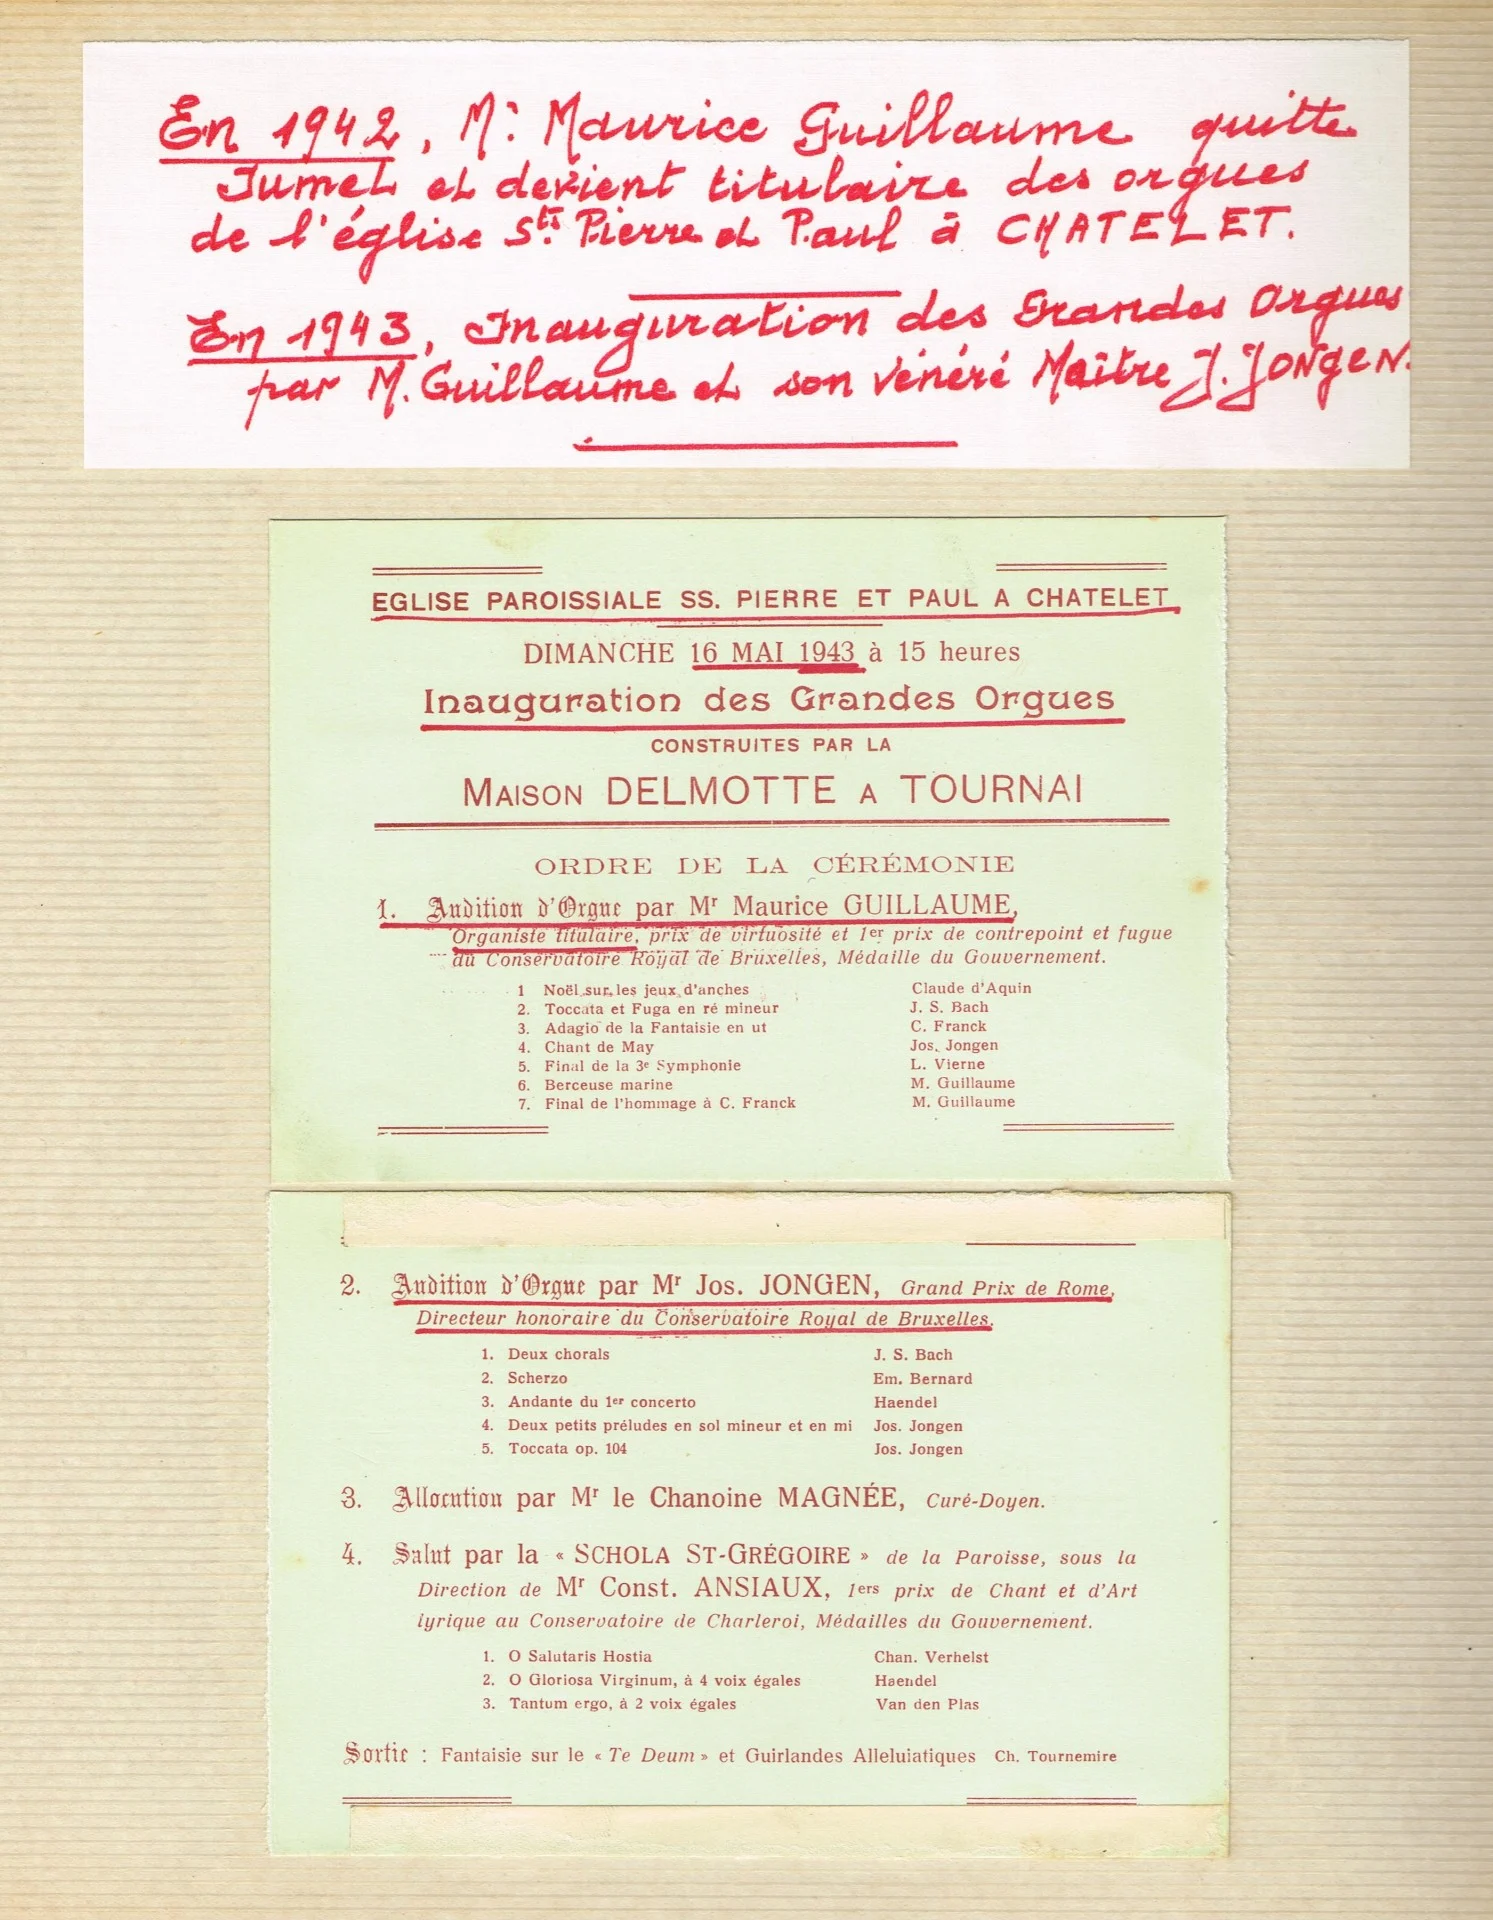 En 1942, Mr Maurice Guillaume quitte
Jumet et devient titulaire des orgues
de l'église Sts Pierre et Paul à CHATELET.
En 1943, Inauguration des Grandes Orgues
par M. Guillaume et son vénéré Maître J. JONGEN.
EGLISE PAROISSIALE SS. PIERRE ET PAUL A CHATELET
DIMANCHE 16 MAI 1943 à 15 heures
Inauguration des Grandes Orgues
CONSTRUITES PAR LA
MAISON DELMOTTE A TOURNAI
ORDRE DE LA CÉRÉMONIE
1. Audition d'Orgue par Mr Maurice GUILLAUME,
Organiste titulaire, prix de virtuosité et 1er prix de contrepoint et fugue
au Conservatoire Royal de Bruxelles, Médaille du Gouvernement.
1 Noël sur les jeux d'anches Claude d'Aquin
2. Toccata et Fuga en ré mineur J. S. Bach
3. Adagio de la Fantaisie en ut C. Franck
4. Chant de May Jos. Jongen
5. Final de la 3e Symphonie L. Vierne
6. Berceuse marine M. Guillaume
7. Final de l'hommage à C. Franck M. Guillaume
2. Audition d'Orgue par Mr Jos. JONGEN, Grand Prix de Rome,
Directeur honoraire du Conservatoire Royal de Bruxelles.
1. Deux chorals J. S. Bach
2. Scherzo Em. Bernard
3. Andante du 1er concerto Haendel
4. Deux petits préludes en sol mineur et en mi Jos. Jongen
5. Toccata op. 104 Jos. Jongen
3. Allocution par Mr le Chanoine MAGNÉE, Curé-Doyen.
4. Salut par la « SCHOLA ST-GRÉGOIRE » de la Paroisse, sous la
Direction de Mr Const. ANSIAUX, 1ers prix de Chant et d'Art
lyrique au Conservatoire de Charleroi, Médailles du Gouvernement.
1. O Salutaris Hostia Chan. Verhelst
2. O Gloriosa Virginum, à 4 voix égales Haendel
3. Tantum ergo, à 2 voix égales Van den Plas
Sortie : Fantaisie sur le « Te Deum » et Guirlandes Alleluiatiques Ch. Tournemire